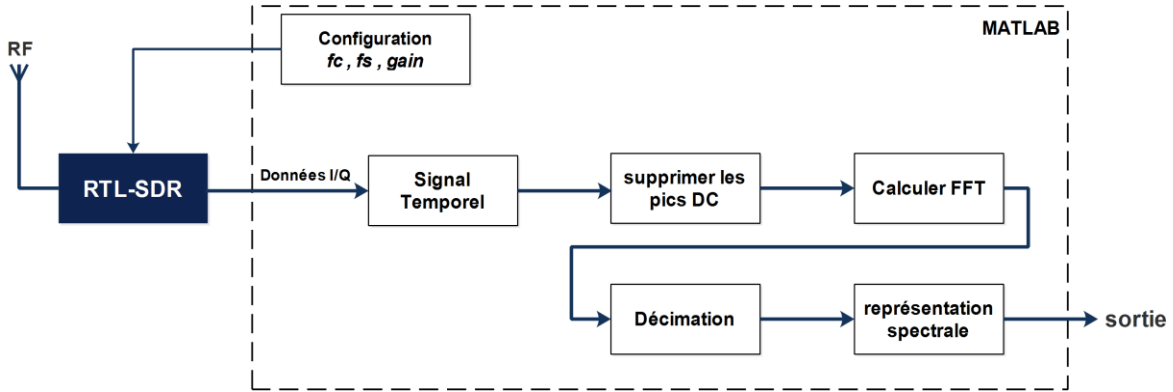 MATLAB
Configuration
fc , fs , gain
RF
RTL-SDR
Données I/Q
Signal
Temporel
supprimer les
pics DC
Calculer FFT
Décimation
représentation
spectrale
sortie